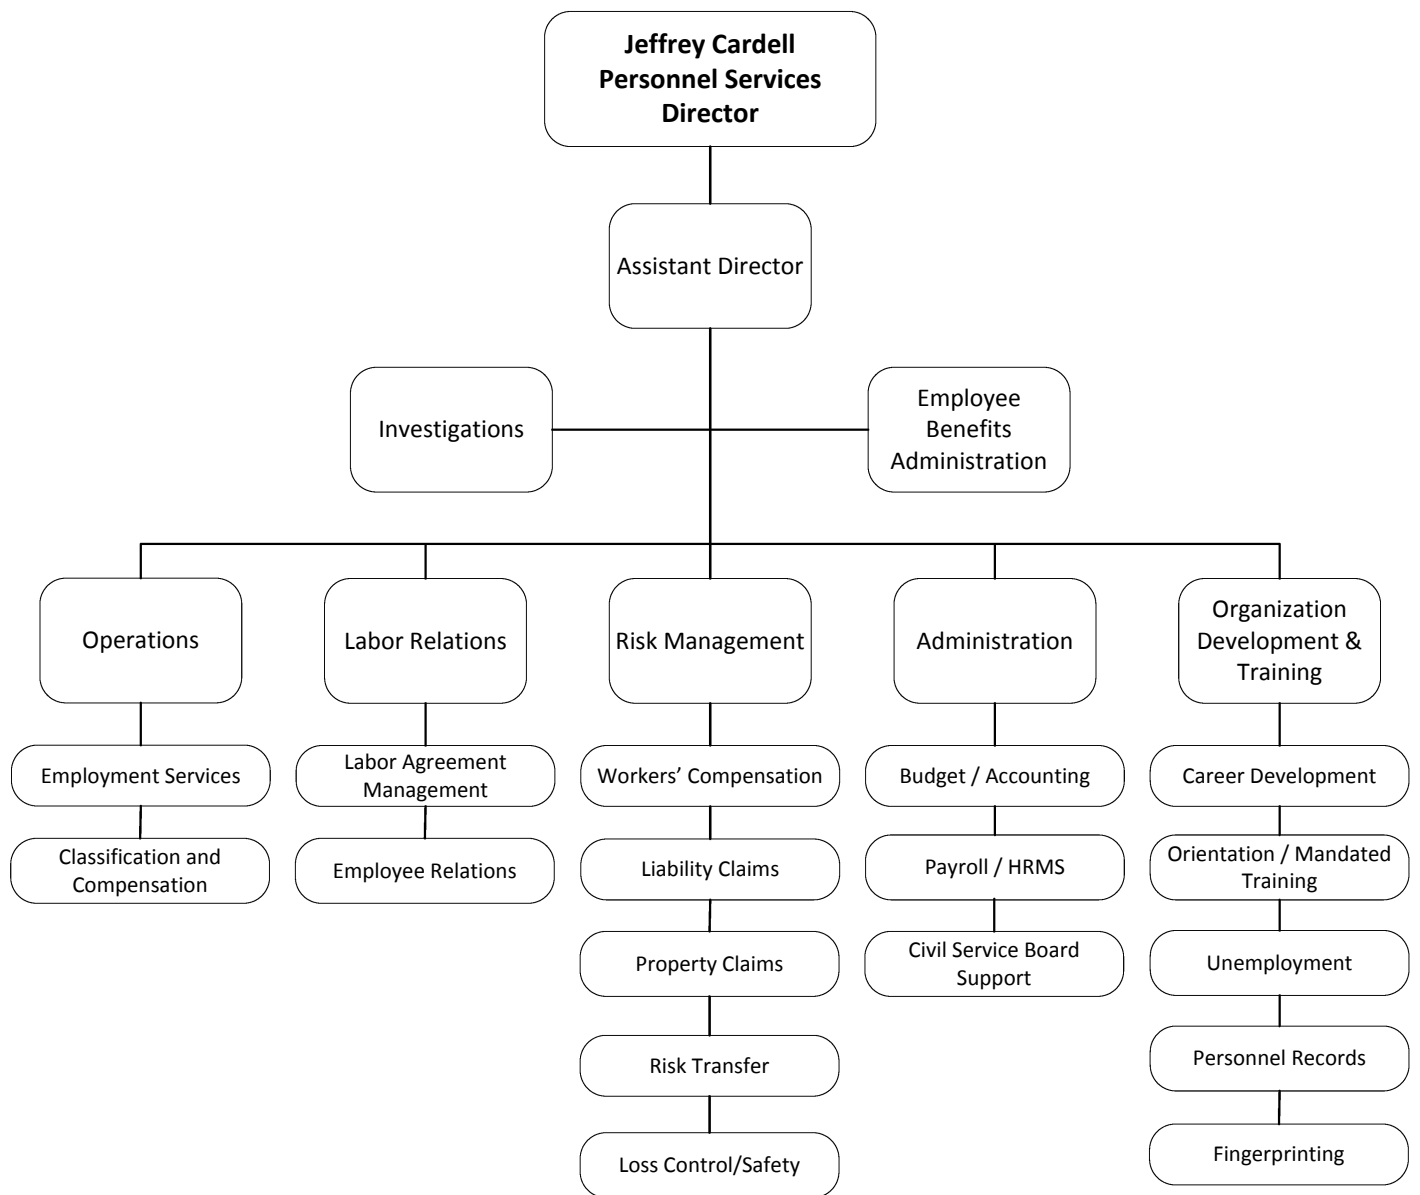 Jeffrey Cardell
Personnel Services
Director
Assistant Director
Investigations
Employee
Benefits
Administration
Operations
Labor Relations
Risk Management
Administration
Organization
Development &
Training
Employment Services
Labor Agreement
Management
Workers’ Compensation
Budget / Accounting
Career Development
Classification and
Compensation
Employee Relations
Liability Claims
Payroll / HRMS
Orientation / Mandated
Training
Property Claims
Civil Service Board
Support
Unemployment
Risk Transfer
Personnel Records
Loss Control/Safety
Fingerprinting